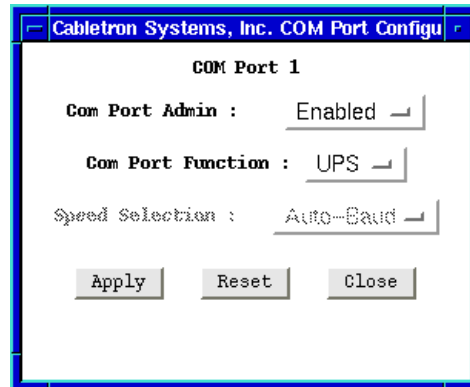 Cabletron Systems, Inc. COM Port Configu
COM Port 1
Com Port Admin : Enabled
Com Port Function : UPS
Speed Selection : Auto-Baud
Apply Reset Close